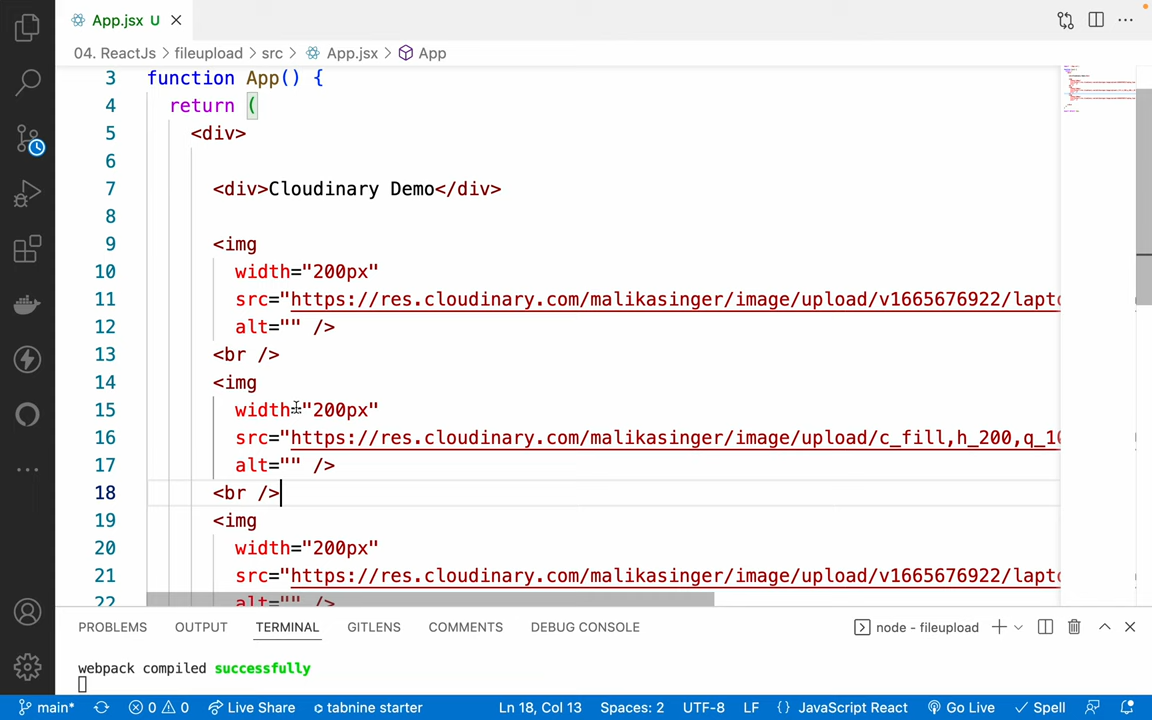 App.jsx U
04. ReactJs > fileupload > src > App.jsx > App
3 function App() {
4 return (
5 <div>
6
7 <div>Cloudinary Demo</div>
8
9 <img
10 width="200px"
11 src="https://res.cloudinary.com/malikasinger/image/upload/v1665676922/lapto
12 alt="" />
13 <br />
14 <img
15 width="200px"
16 src="https://res.cloudinary.com/malikasinger/image/upload/c_fill,h_200,q_10
17 alt="" />
18 <br />
19 <img
20 width="200px"
21 src="https://res.cloudinary.com/malikasinger/image/upload/v1665676922/lapto
22 alt="" />
PROBLEMS OUTPUT TERMINAL GITLENS COMMENTS DEBUG CONSOLE node - fileupload
webpack compiled successfully
main* 0 0 Live Share tabnine starter Ln 18, Col 13 Spaces: 2 UTF-8 LF {} JavaScript React Go Live Spell